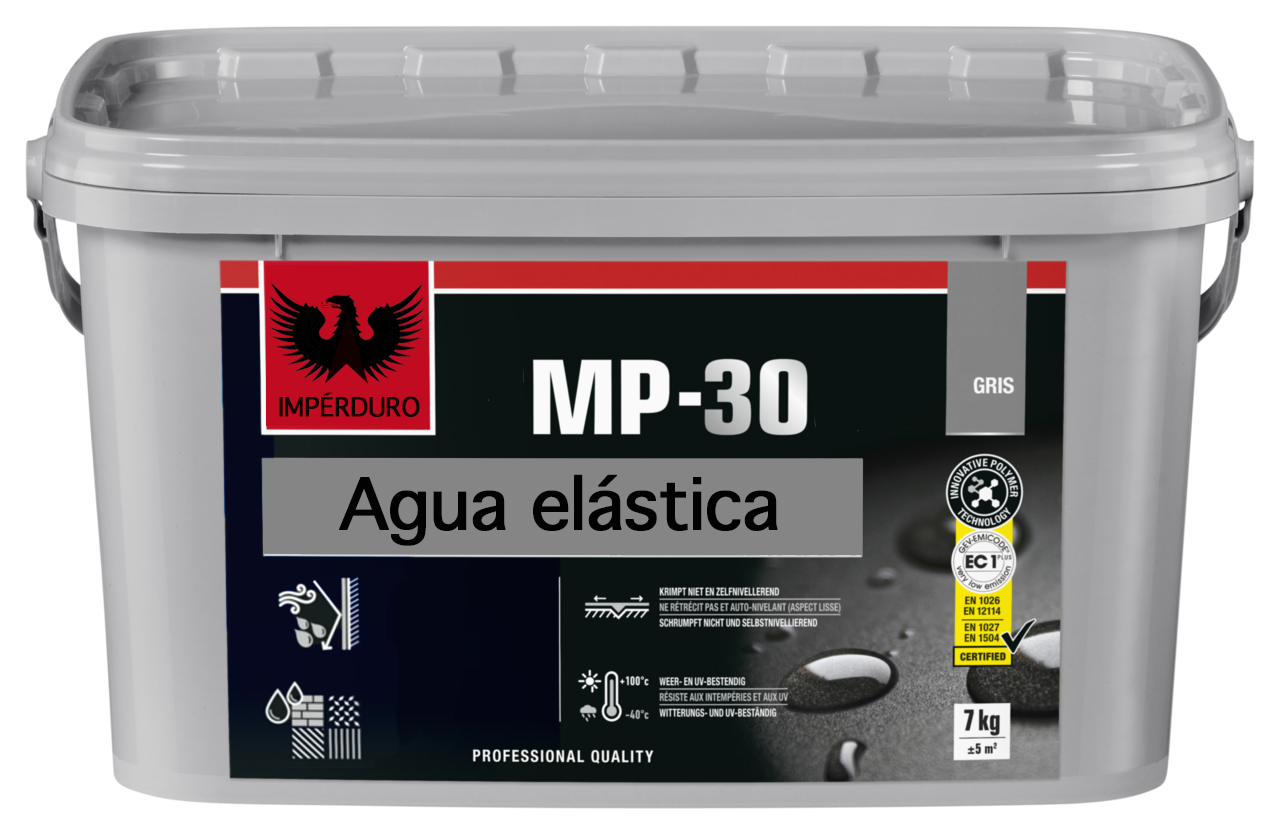 IMPÉRDURO
MP-30
GRIS
Agua elástica
INNOVATIVE POLYMER
TECHNOLOGY
GEV-EMICODE®
EC 1 PLUS
very low emission
EN 1026
EN 12114
EN 1027
EN 1504
CERTIFIED
KRIMPT NIET EN ZELFNIVELLEREND
NE RÉTRÉCIT PAS ET AUTO-NIVELANT (ASPECT LISSE)
SCHRUMPFT NICHT UND SELBSTNIVELLIEREND
+100°c
-40°c
WEER- EN UV-BESTENDIG
RÉSISTE AUX INTEMPÉRIES ET AUX UV
WITTERUNGS- UND UV-BESTÄNDIG
7 kg
±5 m²
PROFESSIONAL QUALITY